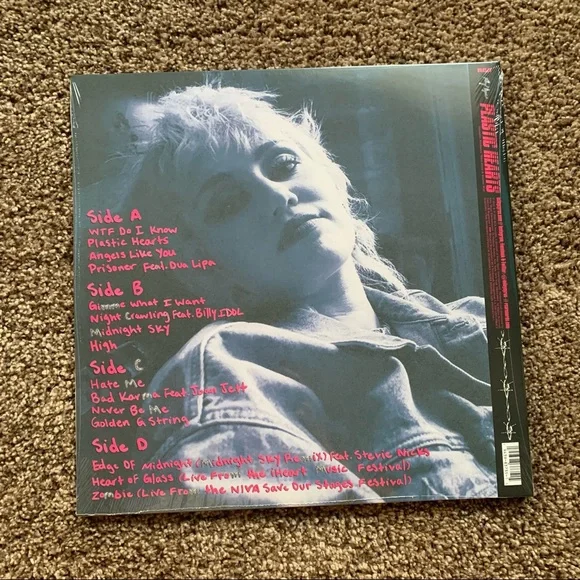 Side A
WTF Do I Know
Plastic Hearts
Angels Like You
Prisoner Feat. Dua Lipa
Side B
Gimme What I Want
Night Crawling Feat. Billy IDOL
Midnight Sky
High
Side C
Hate Me
Bad Karma Feat. Joan Jett
Never Be Me
Golden G String
Side D
Edge Of Midnight (Midnight Sky Remix) Feat. Stevie Nicks
Heart of Glass (Live From the iHeart Music Festival)
Zombie (Live From the NIVA Save Our Stages Festival)
PLASTIC HEARTS